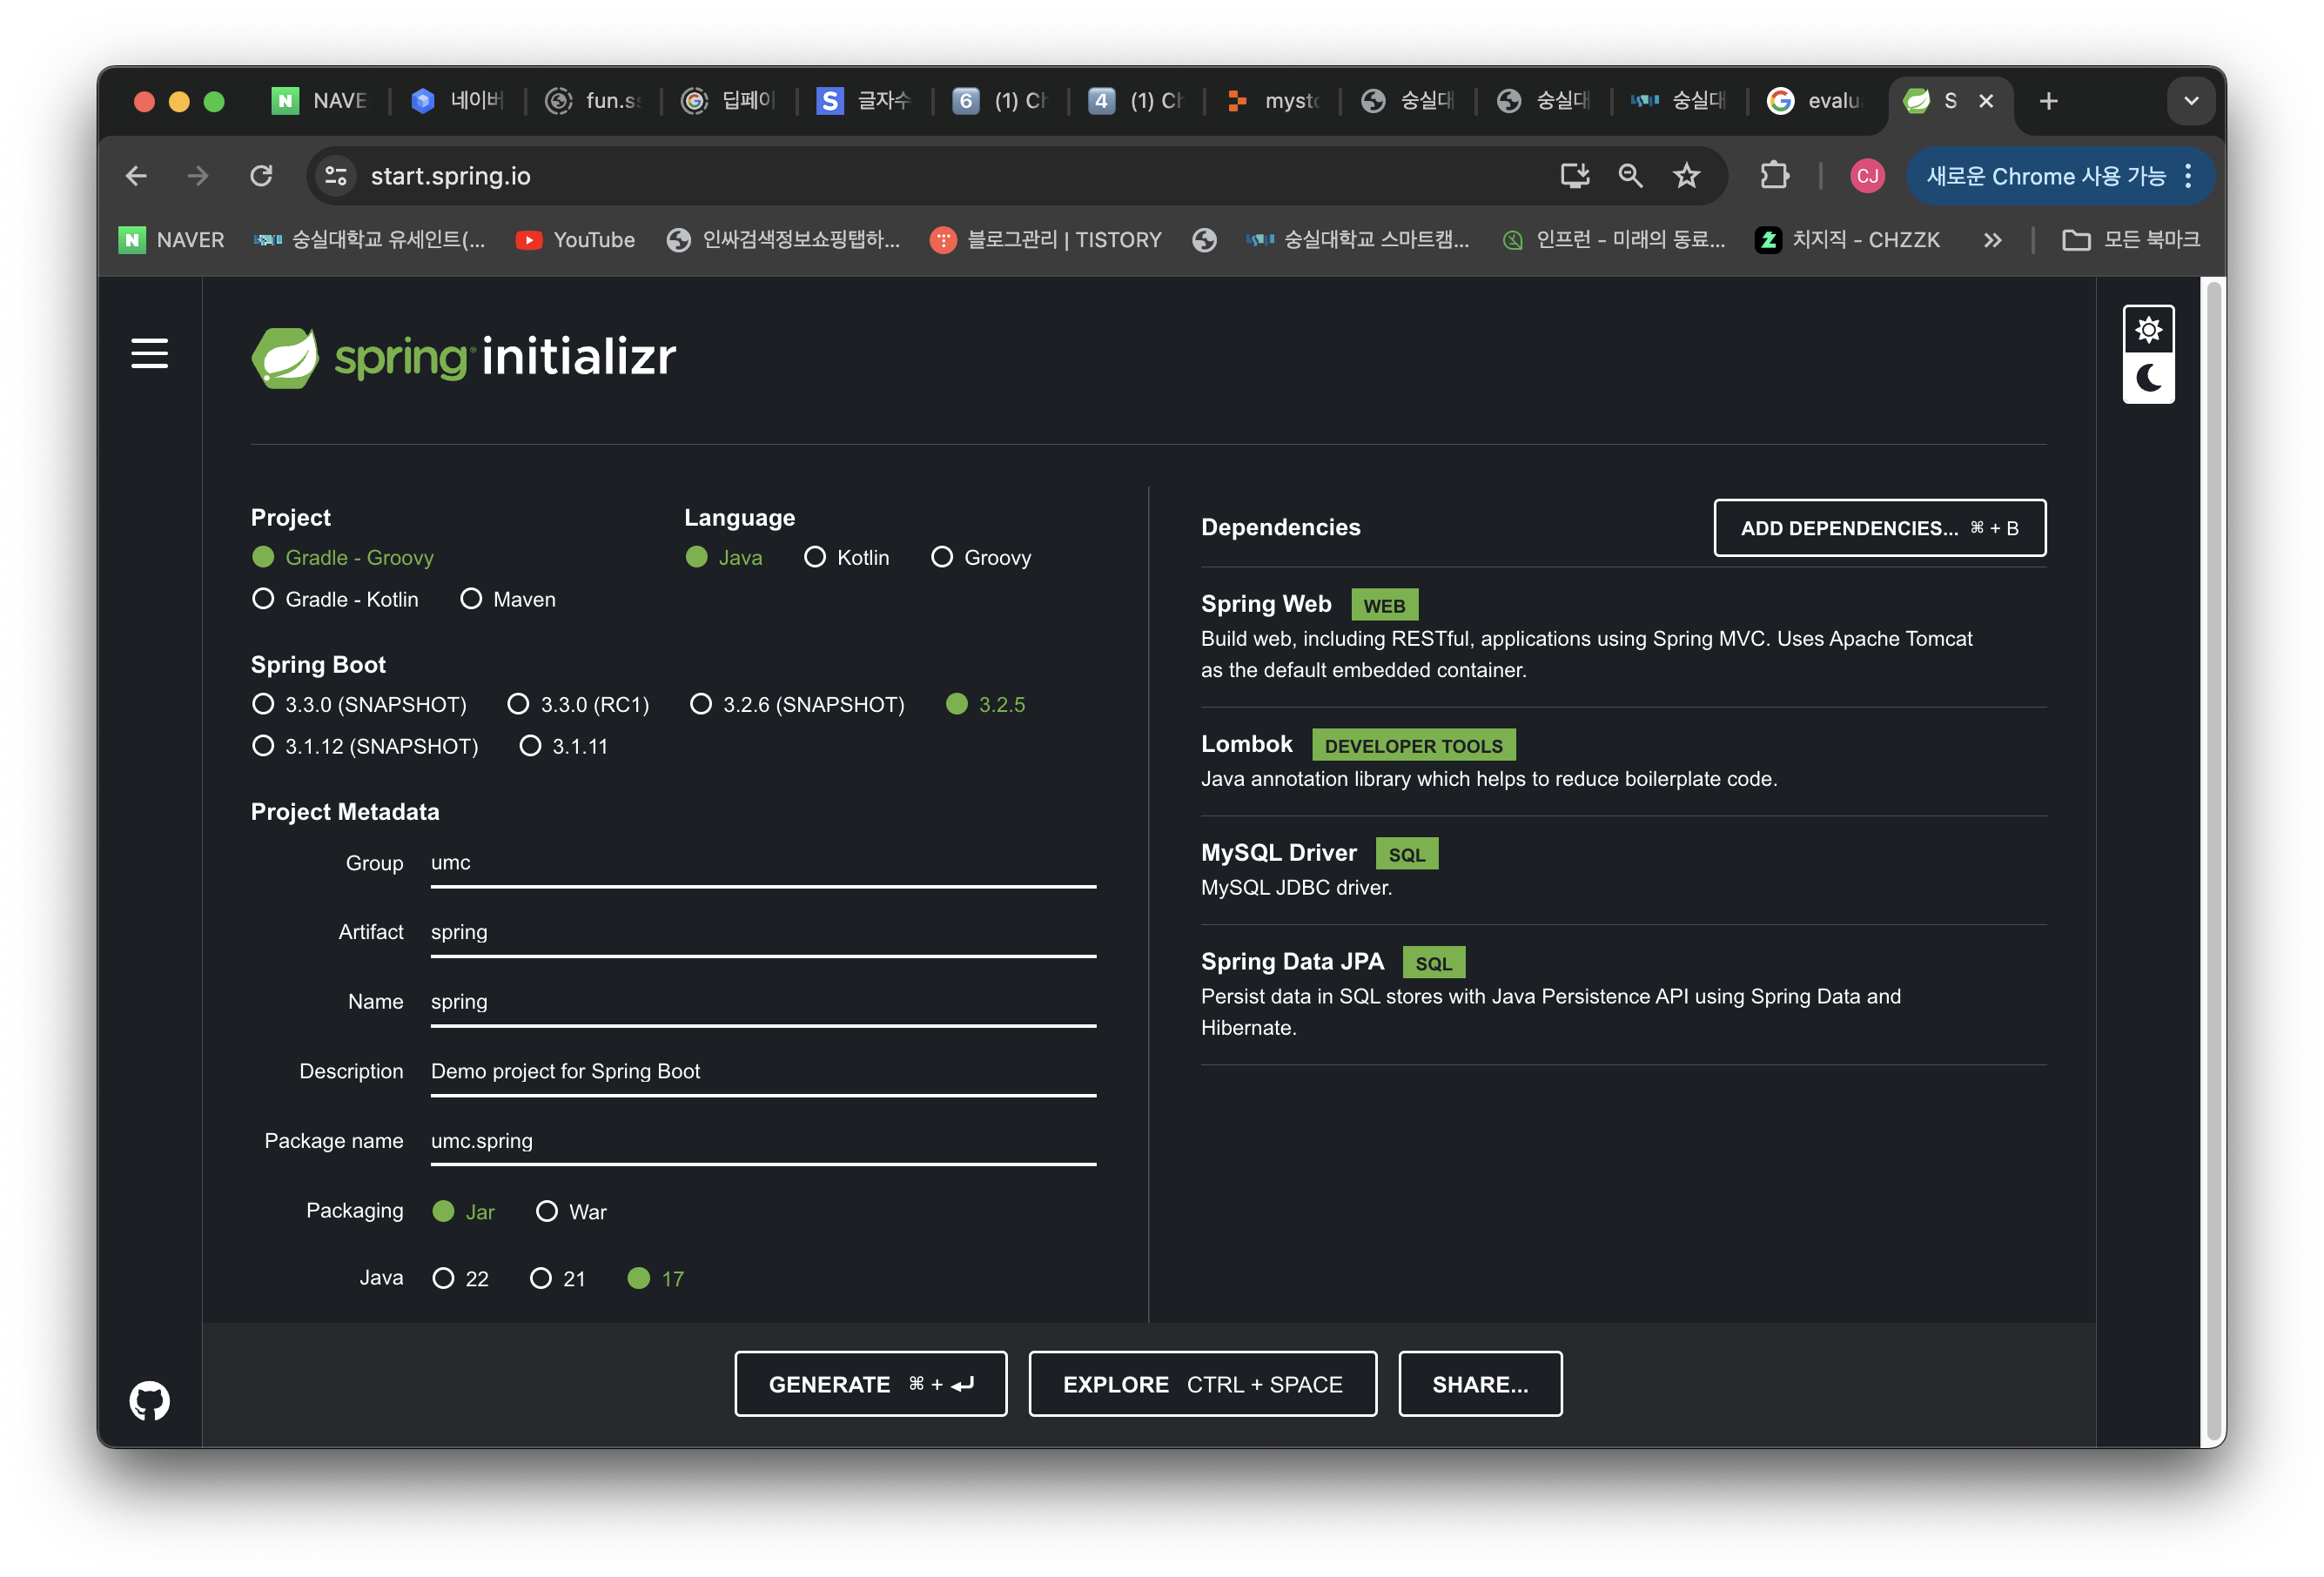 NAVE
네이버
fun.s
딥페이
글자수
(1) Ch
(1) Ch
myst
숭실대
숭실대
숭실대
evalu
S
start.spring.io
CJ
새로운 Chrome 사용 가능
NAVER
숭실대학교 유세인트(...
YouTube
인싸검색정보쇼핑탭하...
블로그관리 | TISTORY
숭실대학교 스마트캠...
인프런 - 미래의 동료...
치지직 - CHZZK
모든 북마크
spring initializr
Project
Gradle - Groovy
Gradle - Kotlin
Maven
Language
Java
Kotlin
Groovy
Spring Boot
3.3.0 (SNAPSHOT)
3.3.0 (RC1)
3.2.6 (SNAPSHOT)
3.2.5
3.1.12 (SNAPSHOT)
3.1.11
Project Metadata
Group umc
Artifact spring
Name spring
Description Demo project for Spring Boot
Package name umc.spring
Packaging Jar War
Java 22 21 17
Dependencies
ADD DEPENDENCIES... ⌘ + B
Spring Web WEB
Build web, including RESTful, applications using Spring MVC. Uses Apache Tomcat
as the default embedded container.
Lombok DEVELOPER TOOLS
Java annotation library which helps to reduce boilerplate code.
MySQL Driver SQL
MySQL JDBC driver.
Spring Data JPA SQL
Persist data in SQL stores with Java Persistence API using Spring Data and
Hibernate.
GENERATE ⌘ + ⏎
EXPLORE CTRL + SPACE
SHARE...